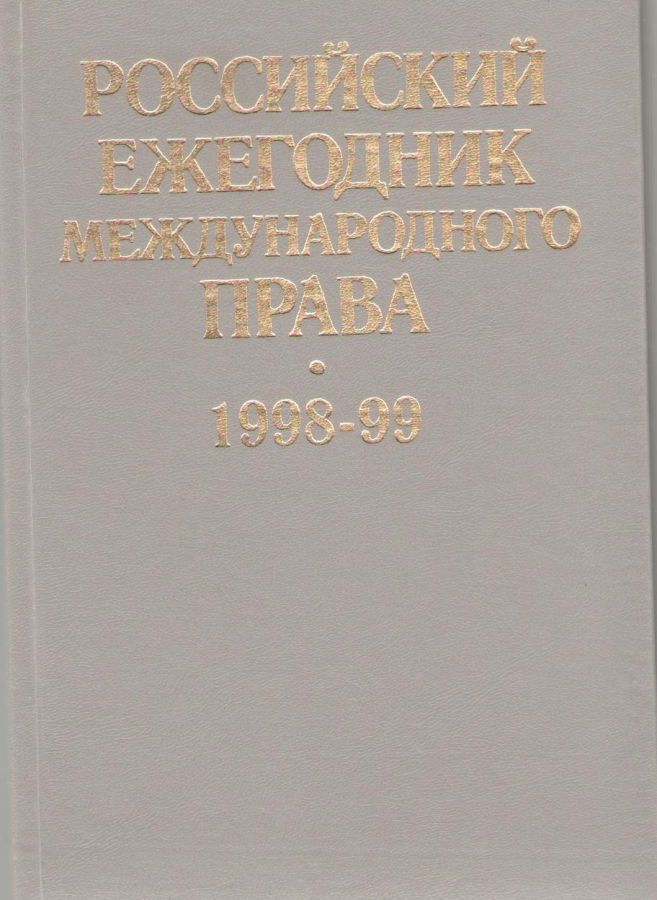 РОССИЙСКИЙ
ЕЖЕГОДНИК
МЕЖДУНАРОДНОГО
ПРАВА
•
1998-99